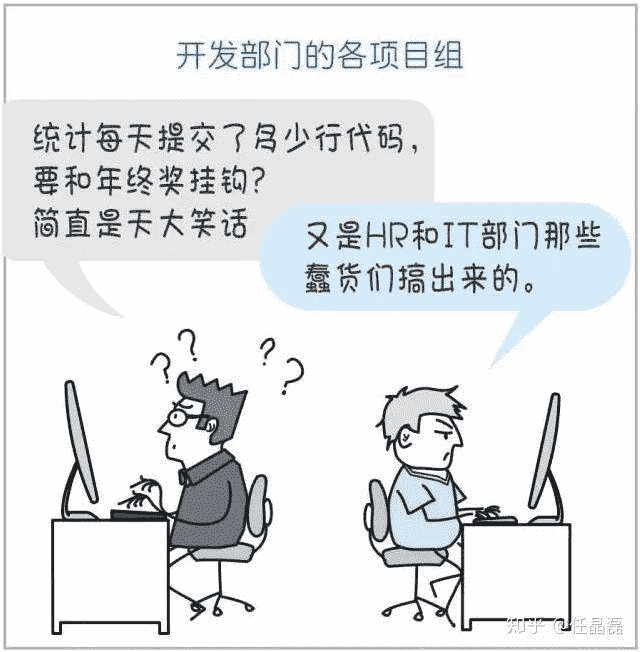 开发部门的各项目组
统计每天提交了多少行代码，
要和年终奖挂钩？
简直是天大笑话
又是HR和IT部门那些
蠢货们搞出来的。
? ? ? ?
知乎 @任晶磊